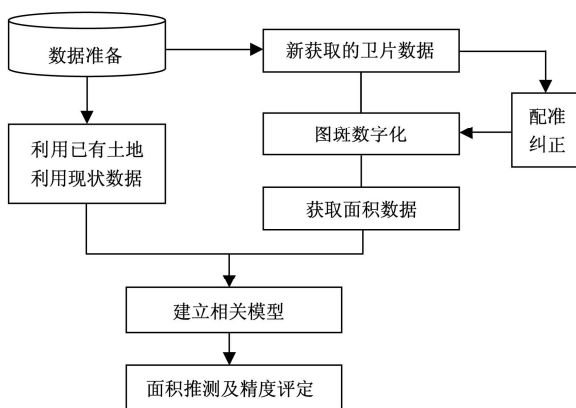 数据准备
新获取的卫片数据
配准
纠正
图斑数字化
利用已有土地
利用现状数据
获取面积数据
建立相关模型
面积推测及精度评定